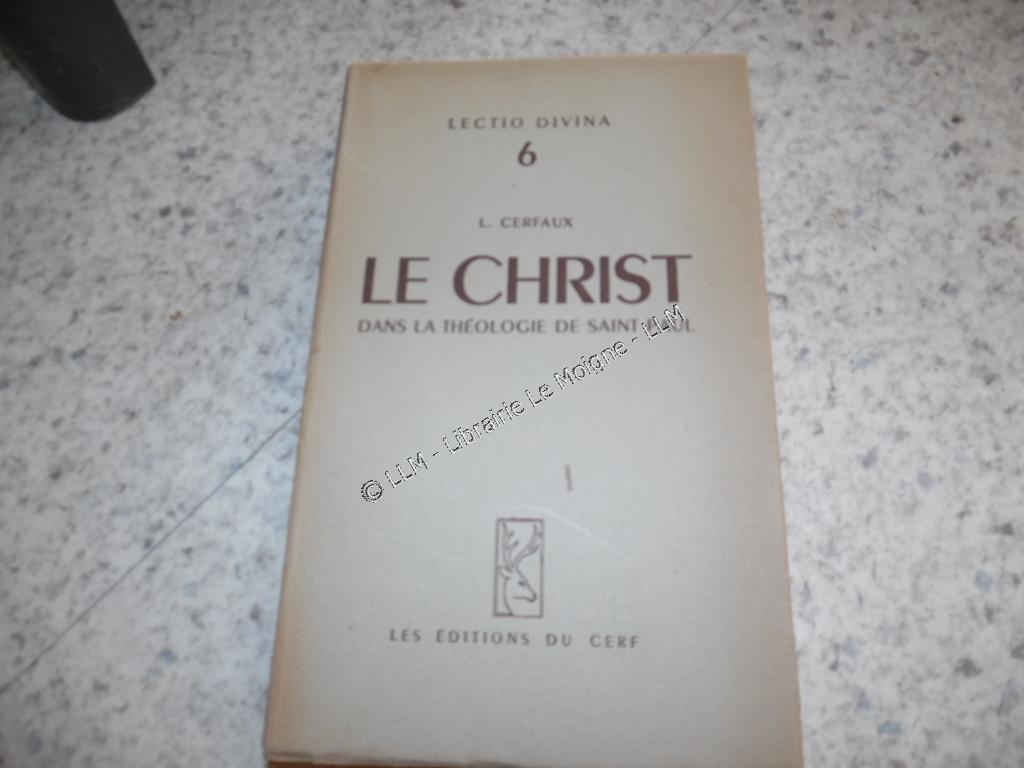 LECTIO DIVINA
6
L. CERFAUX
LE CHRIST
DANS LA THÉOLOGIE DE SAINT PAUL
© LLM - Librairie Le Moigne - LLM
LES ÉDITIONS DU CERF